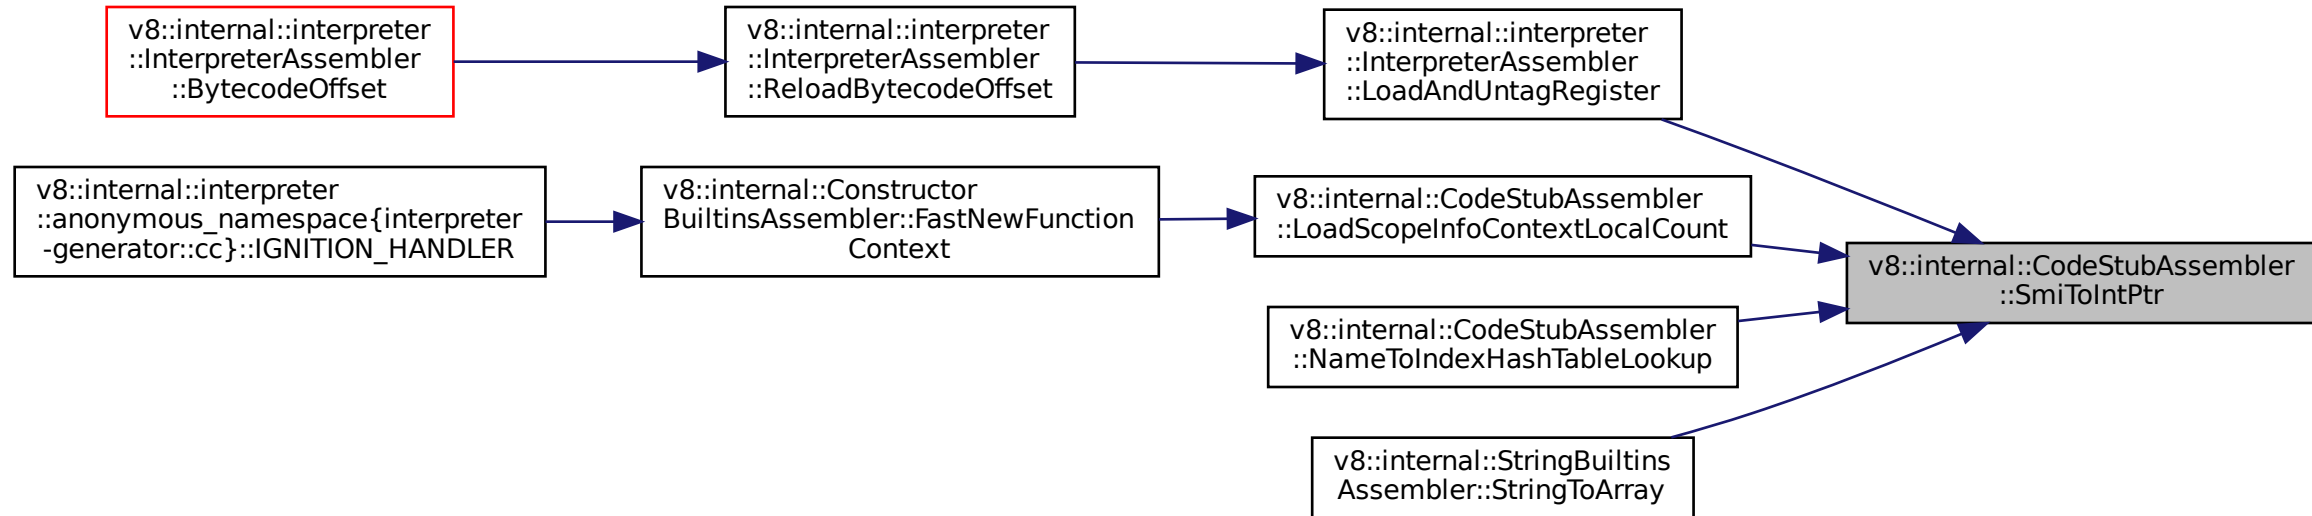 v8::internal::interpreter
::InterpreterAssembler
::BytecodeOffset
v8::internal::interpreter
::InterpreterAssembler
::ReloadBytecodeOffset
v8::internal::interpreter
::InterpreterAssembler
::LoadAndUntagRegister
v8::internal::interpreter
::anonymous_namespace{interpreter
-generator::cc}::IGNITION_HANDLER
v8::internal::Constructor
BuiltinsAssembler::FastNewFunction
Context
v8::internal::CodeStubAssembler
::LoadScopeInfoContextLocalCount
v8::internal::CodeStubAssembler
::SmiToIntPtr
v8::internal::CodeStubAssembler
::NameToIndexHashTableLookup
v8::internal::StringBuiltins
Assembler::StringToArray